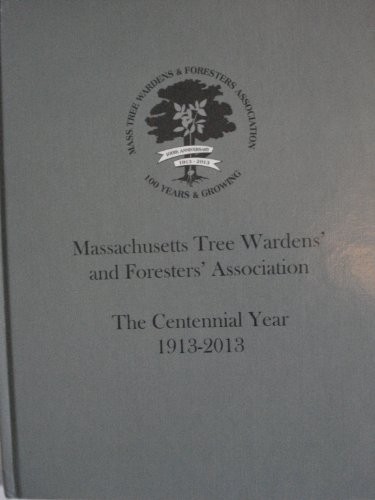 MASS TREE WARDENS & FORESTERS ASSOCIATION
100TH ANNIVERSARY
1913 - 2013
100 YEARS & GROWING
Massachusetts Tree Wardens'
and Foresters' Association
The Centennial Year
1913-2013